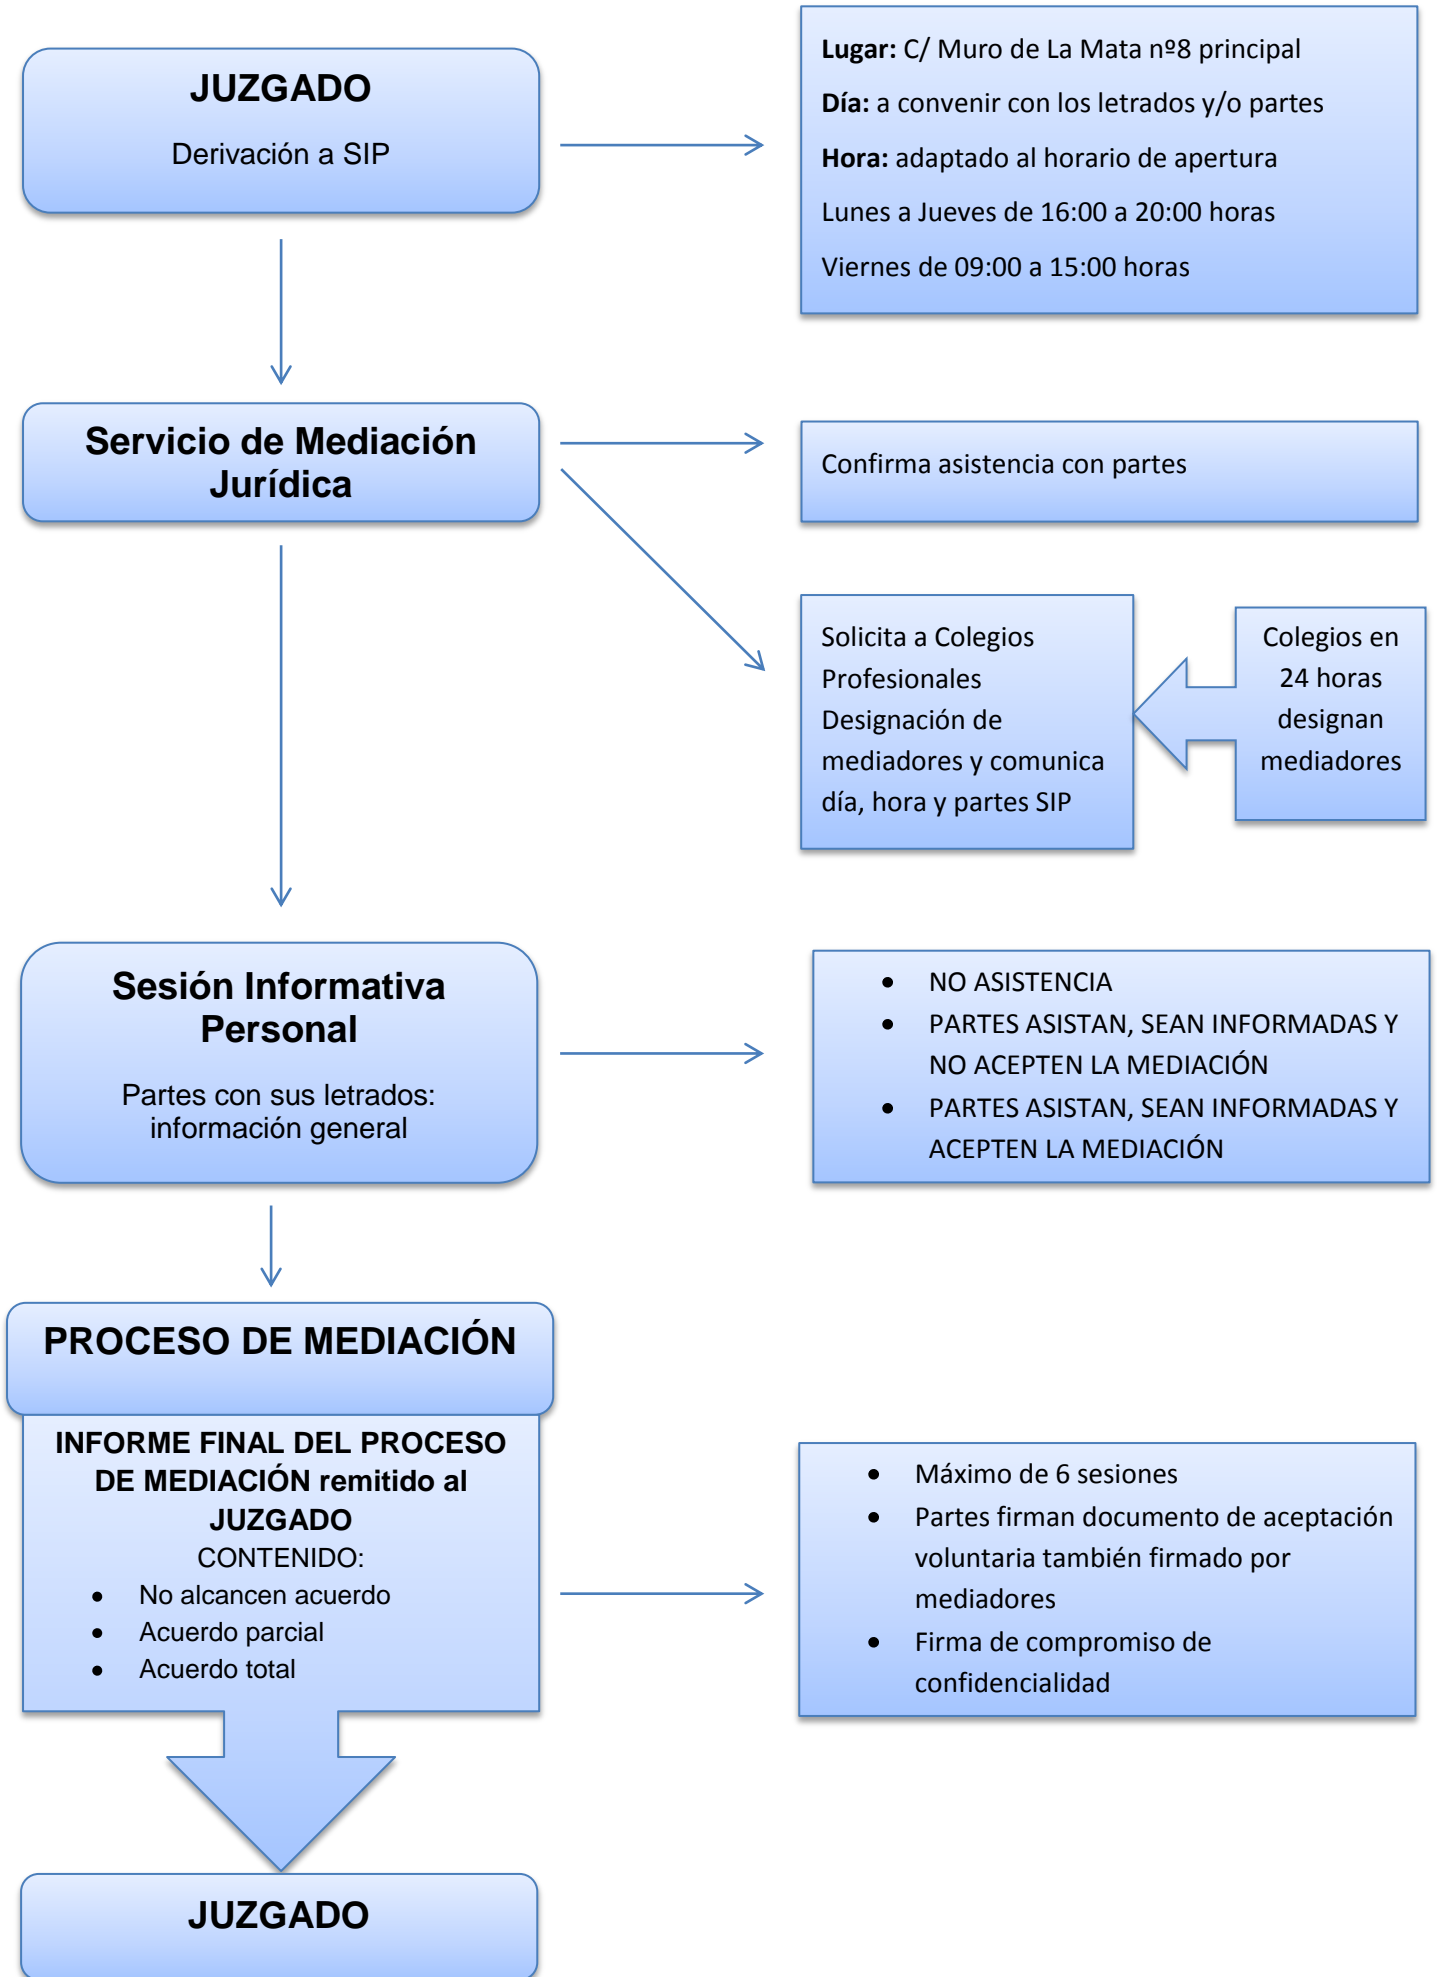 JUZGADO
Derivación a SIP
Lugar: C/ Muro de La Mata nº8 principal
Día: a convenir con los letrados y/o partes
Hora: adaptado al horario de apertura
Lunes a Jueves de 16:00 a 20:00 horas
Viernes de 09:00 a 15:00 horas
Servicio de Mediación
Jurídica
Confirma asistencia con partes
Solicita a Colegios
Profesionales
Designación de
mediadores y comunica
día, hora y partes SIP
Colegios en
24 horas
designan
mediadores
Sesión Informativa
Personal
Partes con sus letrados:
información general
• NO ASISTENCIA
• PARTES ASISTAN, SEAN INFORMADAS Y
NO ACEPTEN LA MEDIACIÓN
• PARTES ASISTAN, SEAN INFORMADAS Y
ACEPTEN LA MEDIACIÓN
PROCESO DE MEDIACIÓN
INFORME FINAL DEL PROCESO
DE MEDIACIÓN remitido al
JUZGADO
CONTENIDO:
• No alcancen acuerdo
• Acuerdo parcial
• Acuerdo total
• Máximo de 6 sesiones
• Partes firman documento de aceptación
voluntaria también firmado por
mediadores
• Firma de compromiso de
confidencialidad
JUZGADO